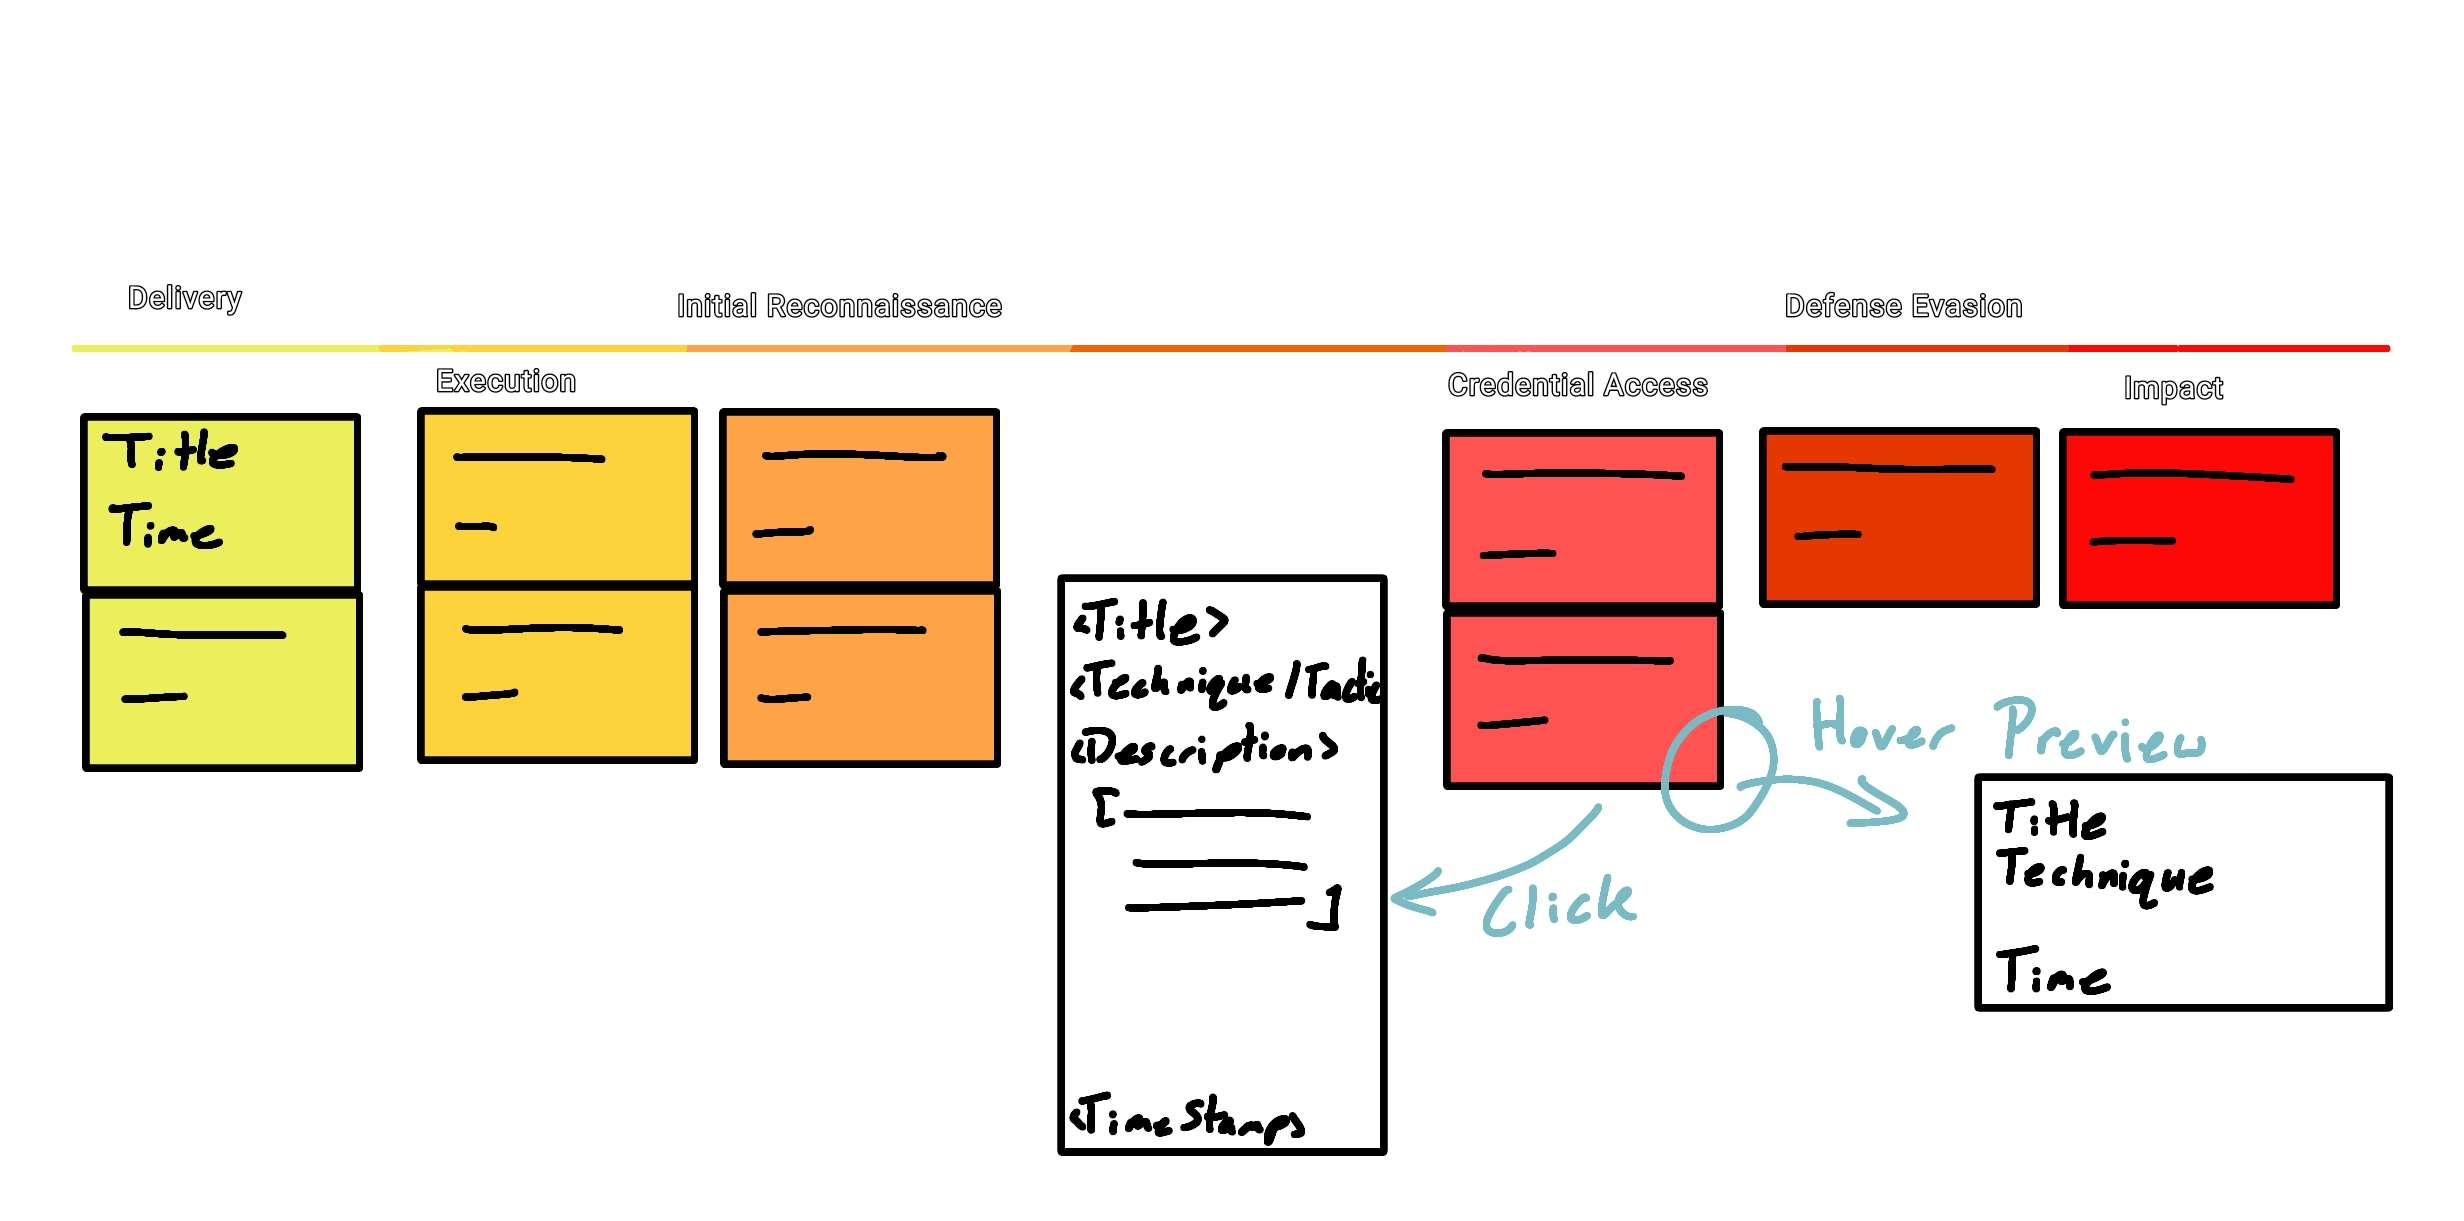 Delivery
Initial Reconnaissance
Defense Evasion
Execution
Credential Access
Impact
Title
Time
<Title>
<Technique/Tactic
<Description>
[
]
<TimeStamp>
Click
Hover Preview
Title
Technique
Time